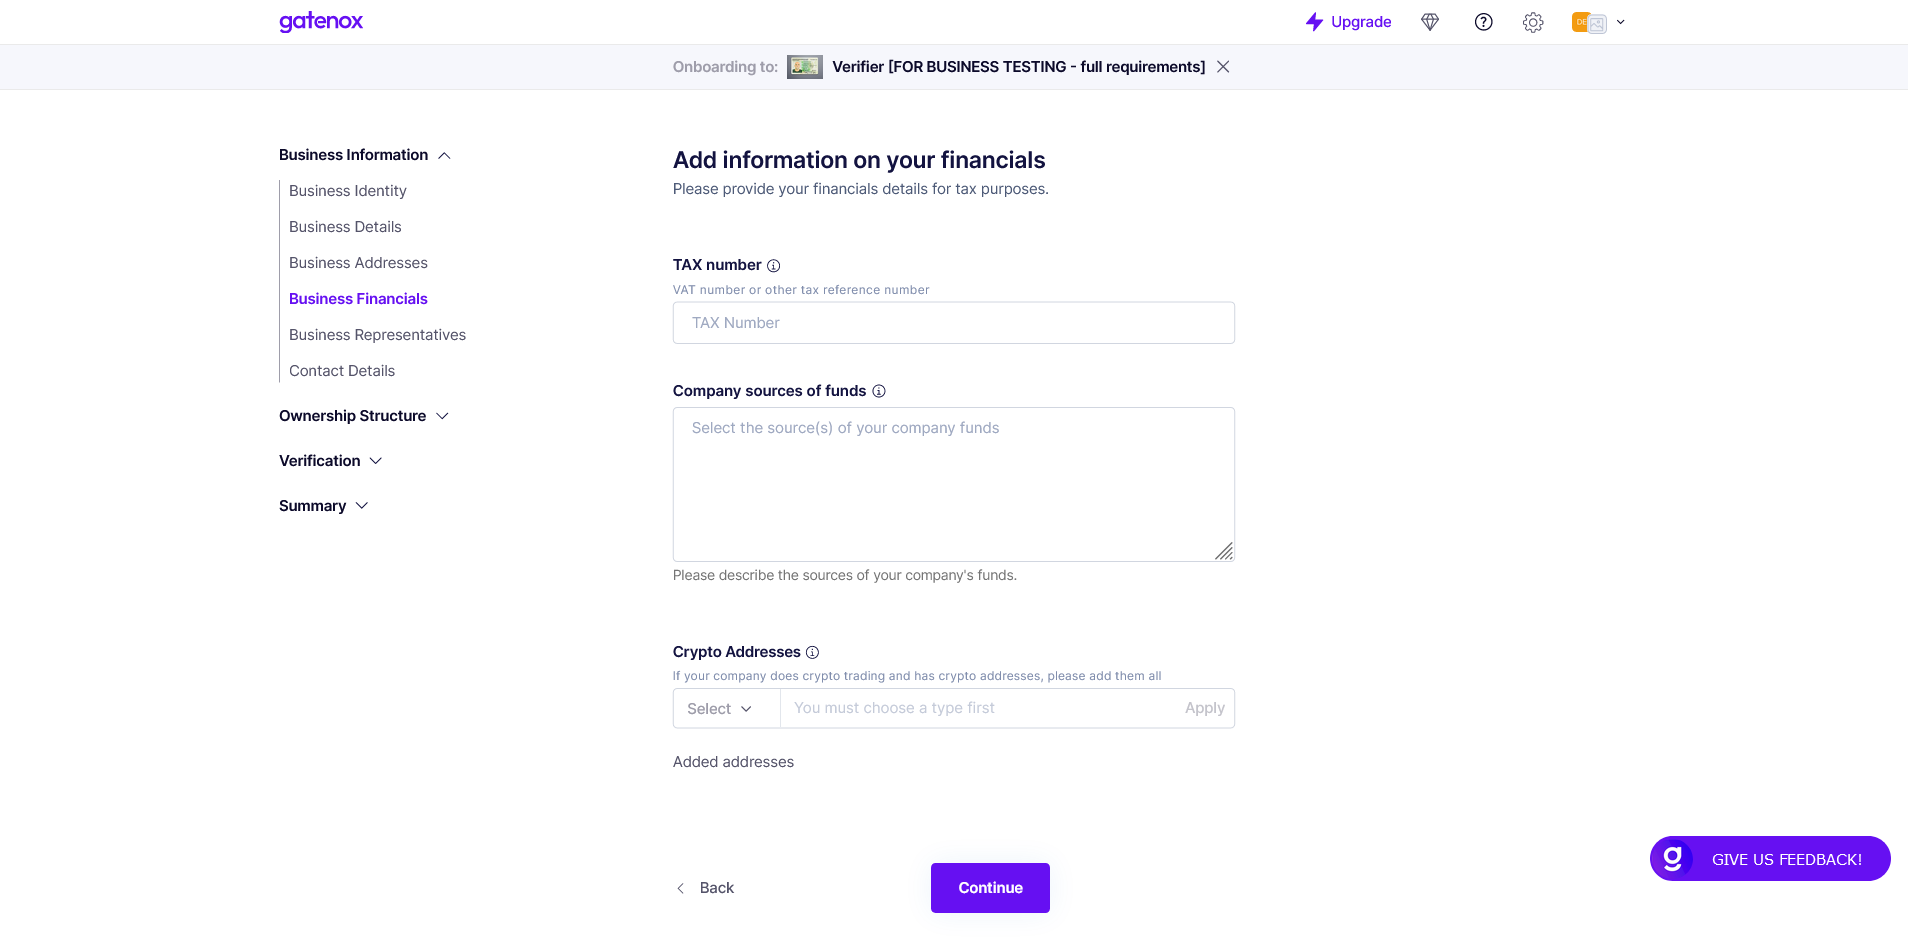 gatenox
Upgrade
DE
Onboarding to: Verifier [FOR BUSINESS TESTING - full requirements]
Business Information
Business Identity
Business Details
Business Addresses
Business Financials
Business Representatives
Contact Details
Ownership Structure
Verification
Summary
Add information on your financials
Please provide your financials details for tax purposes.
TAX number
VAT number or other tax reference number
TAX Number
Company sources of funds
Select the source(s) of your company funds
Please describe the sources of your company's funds.
Crypto Addresses
If your company does crypto trading and has crypto addresses, please add them all
Select You must choose a type first Apply
Added addresses
Back
Continue
g GIVE US FEEDBACK!